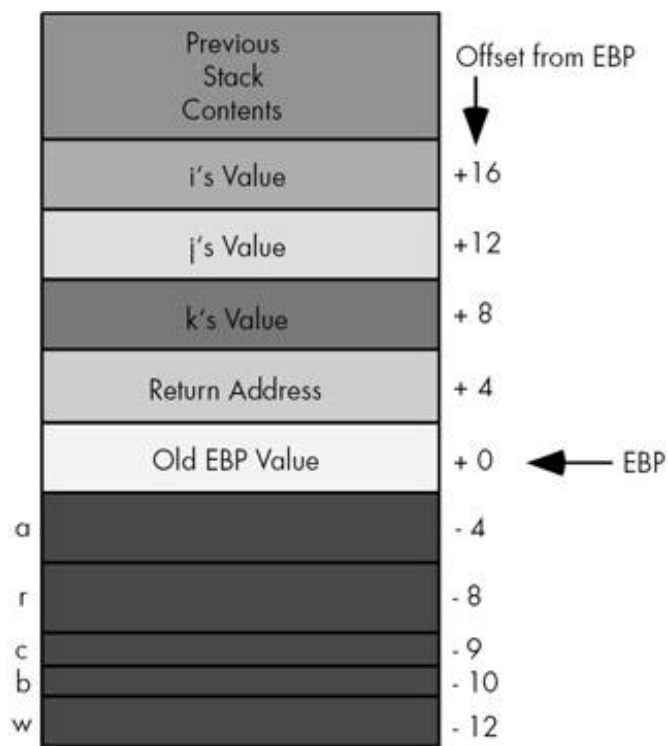 Previous
Stack
Contents
Offset from EBP
i's Value
+16
j's Value
+12
k's Value
+ 8
Return Address
+ 4
Old EBP Value
+ 0
EBP
a
- 4
r
- 8
c
- 9
b
- 10
w
- 12